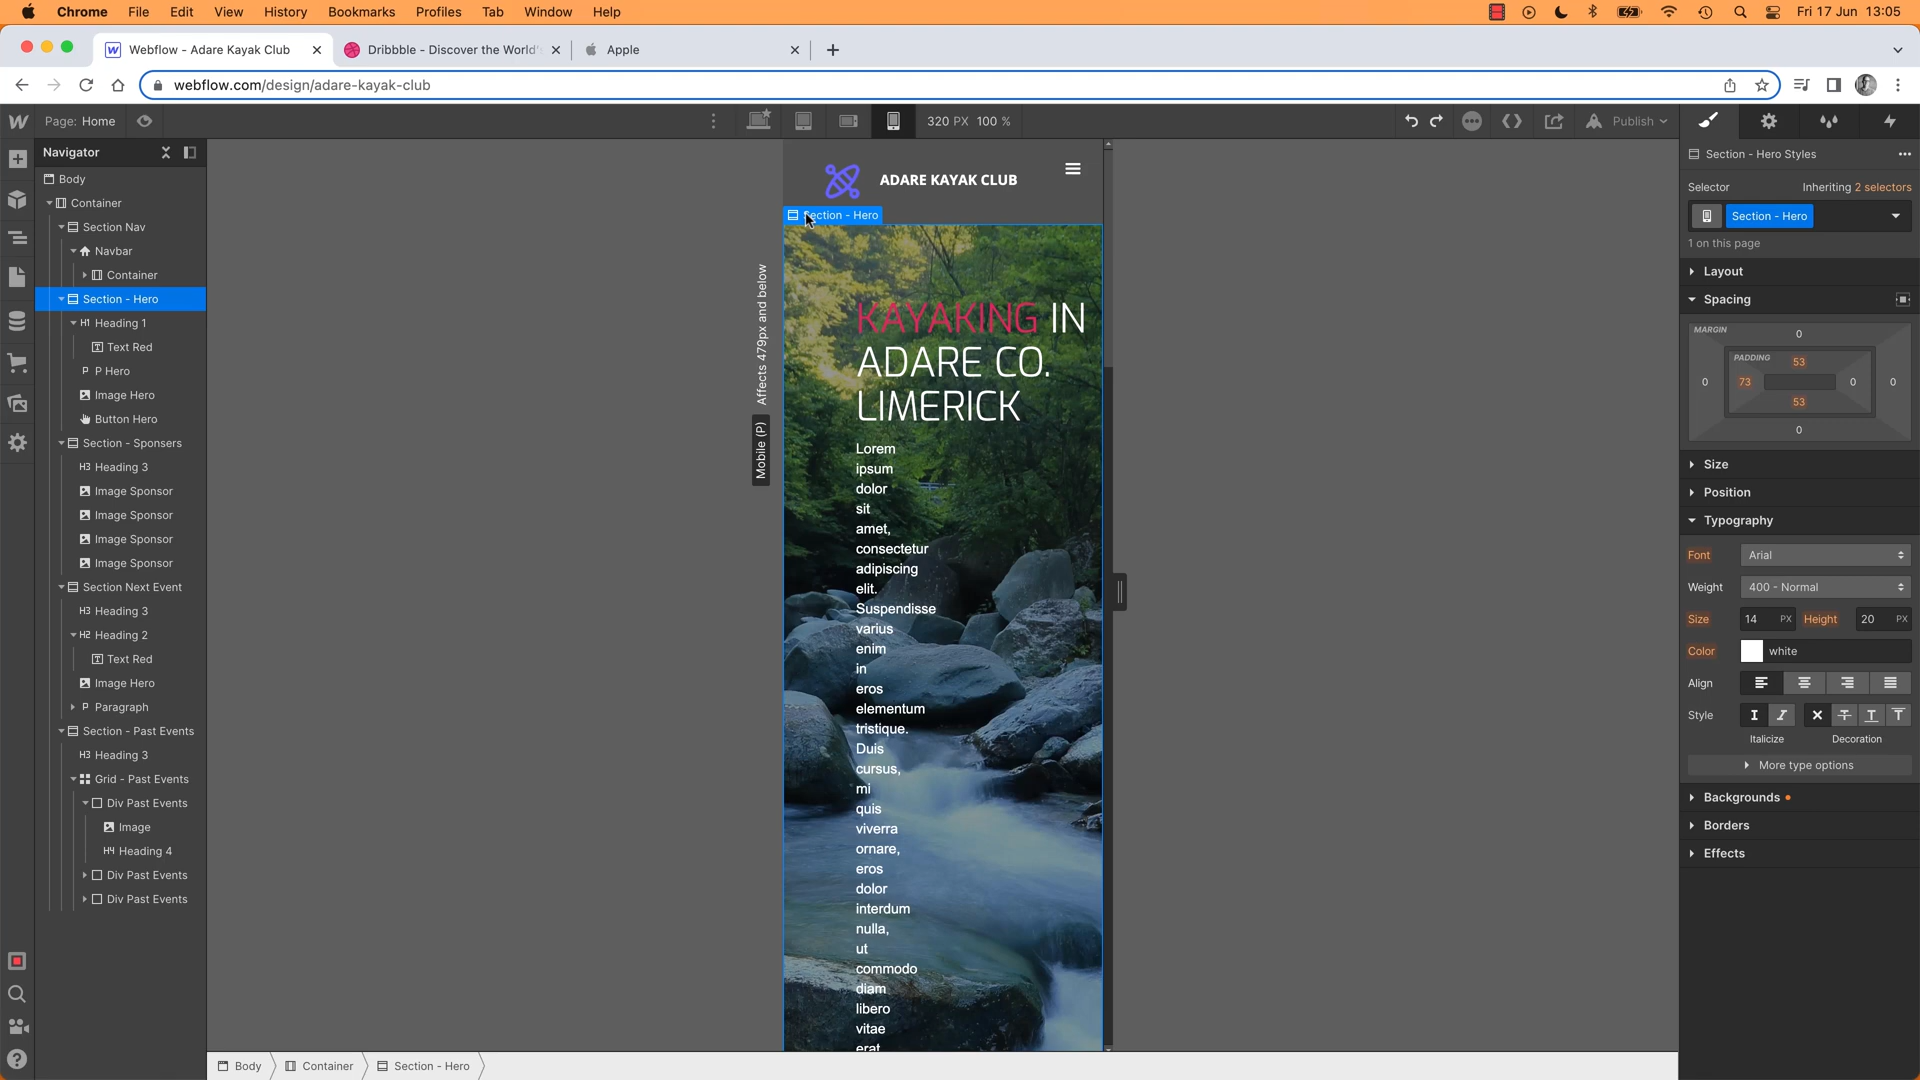 Chrome File Edit View History Bookmarks Profiles Tab Window Help Fri 17 Jun 13:05
Webflow - Adare Kayak Club
Dribbble - Discover the World'
Apple
webflow.com/design/adare-kayak-club
Page: Home
320 PX 100 %
Publish
Navigator
Body
Container
Section Nav
Navbar
Container
Section - Hero
H1 Heading 1
Text Red
P P Hero
Image Hero
Button Hero
Section - Sponsers
H3 Heading 3
Image Sponsor
Image Sponsor
Image Sponsor
Image Sponsor
Section Next Event
H3 Heading 3
H2 Heading 2
Text Red
Image Hero
P Paragraph
Section - Past Events
H3 Heading 3
Grid - Past Events
Div Past Events
Image
H4 Heading 4
Div Past Events
Div Past Events
Affects 479px and below
Mobile (P)
ADARE KAYAK CLUB
Section - Hero
KAYAKING IN
ADARE CO.
LIMERICK
Lorem
ipsum
dolor
sit
amet,
consectetur
adipiscing
elit.
Suspendisse
varius
enim
in
eros
elementum
tristique.
Duis
cursus,
mi
quis
viverra
ornare,
eros
dolor
interdum
nulla,
ut
commodo
diam
libero
vitae
erat
Section - Hero Styles
Selector Inheriting 2 selectors
Section - Hero
1 on this page
Layout
Spacing
MARGIN
0
PADDING
53
0 73 0 0
53
0
Size
Position
Typography
Font Arial
Weight 400 - Normal
Size 14 PX Height 20 PX
Color white
Align
Style
Italicize Decoration
More type options
Backgrounds
Borders
Effects
Body Container Section - Hero